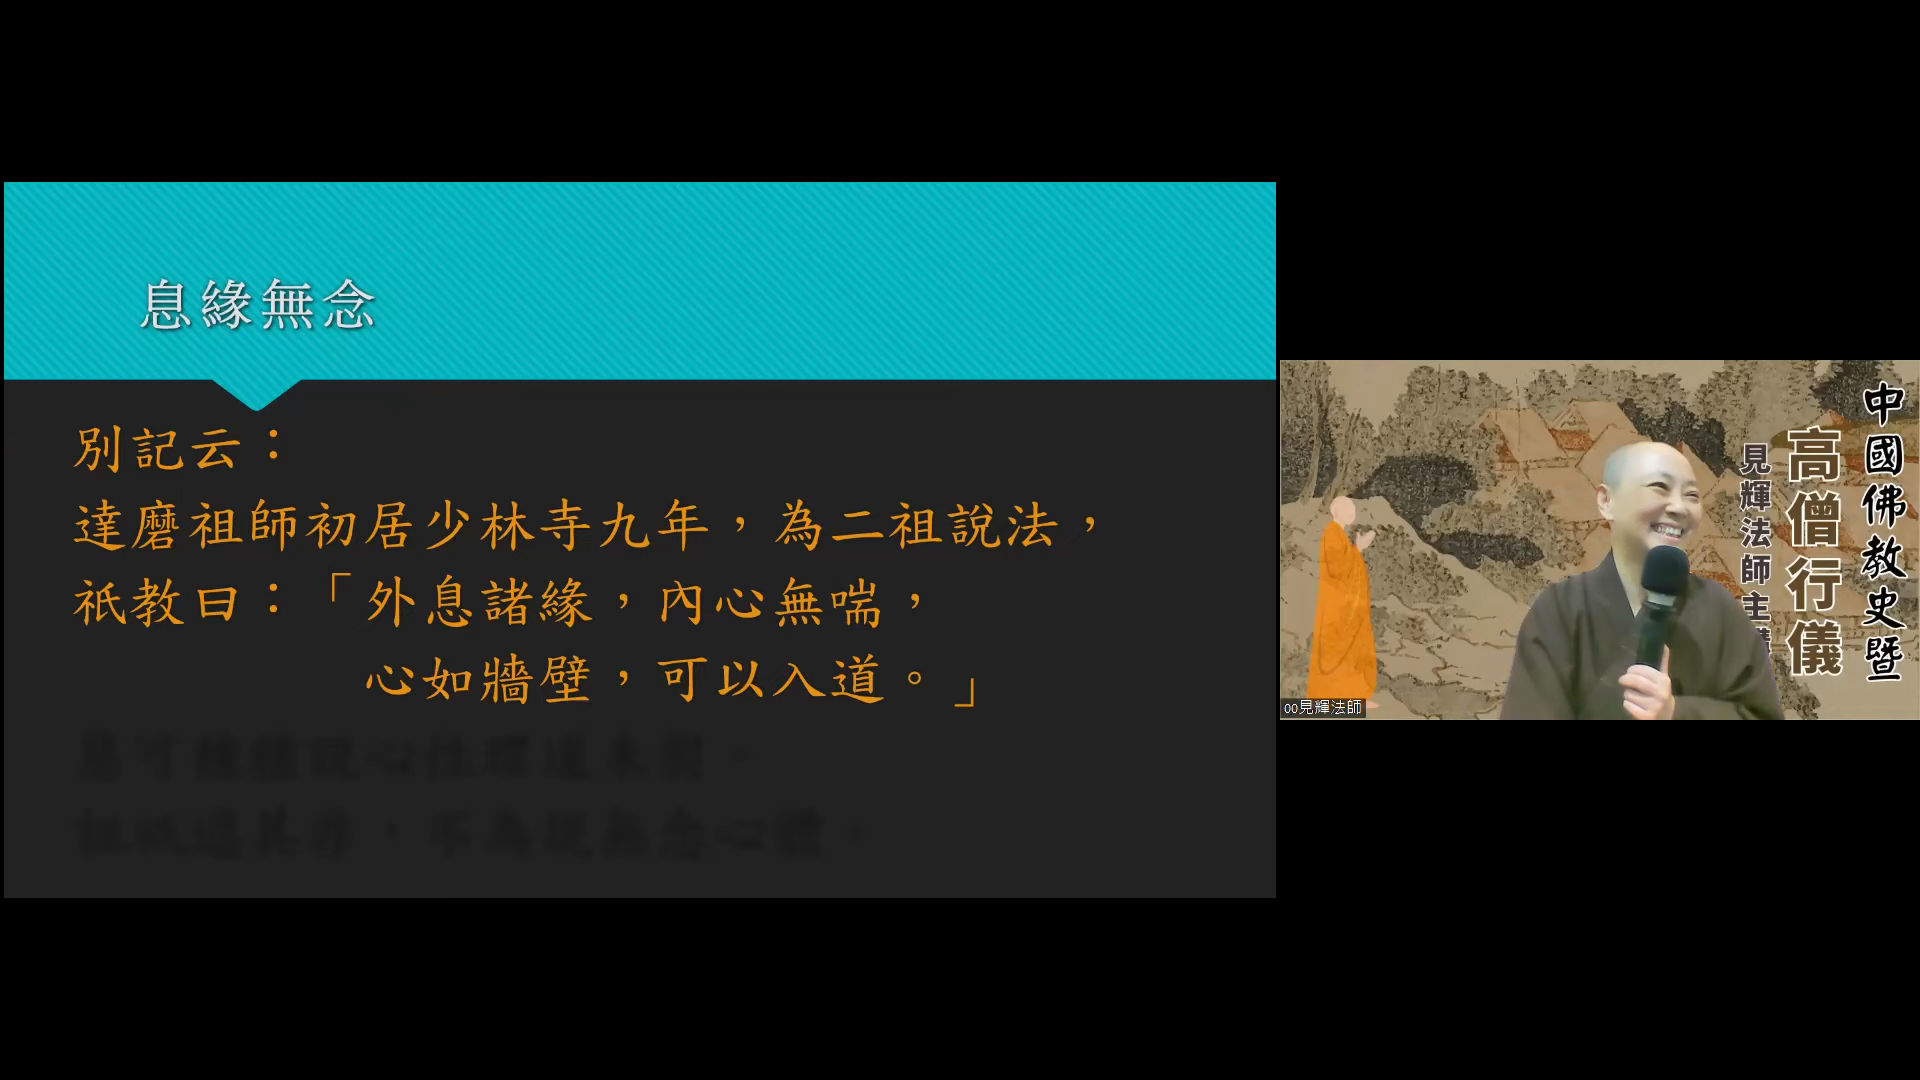 息緣無念
別記云：
達磨祖師初居少林寺九年，為二祖說法，
祇教曰：「外息諸緣，內心無喘，
心如牆壁，可以入道。」
中國佛教史暨
高僧行儀
見輝法師主
00見輝法師